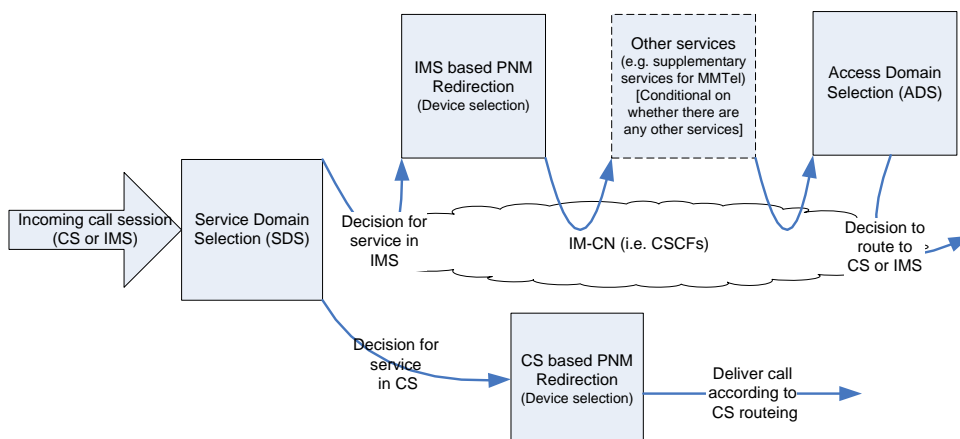 Incoming call session
(CS or IMS)
Service Domain
Selection (SDS)
Decision for
service in
IMS
IMS based PNM
Redirection
(Device selection)
Other services
(e.g. supplementary
services for MMTel)
[Conditional on
whether there are
any other services]
Access Domain
Selection (ADS)
IM-CN (i.e. CSCFs)
Decision to
route to
CS or IMS
Decision for
service
in CS
CS based PNM
Redirection
(Device selection)
Deliver call
according to
CS routeing